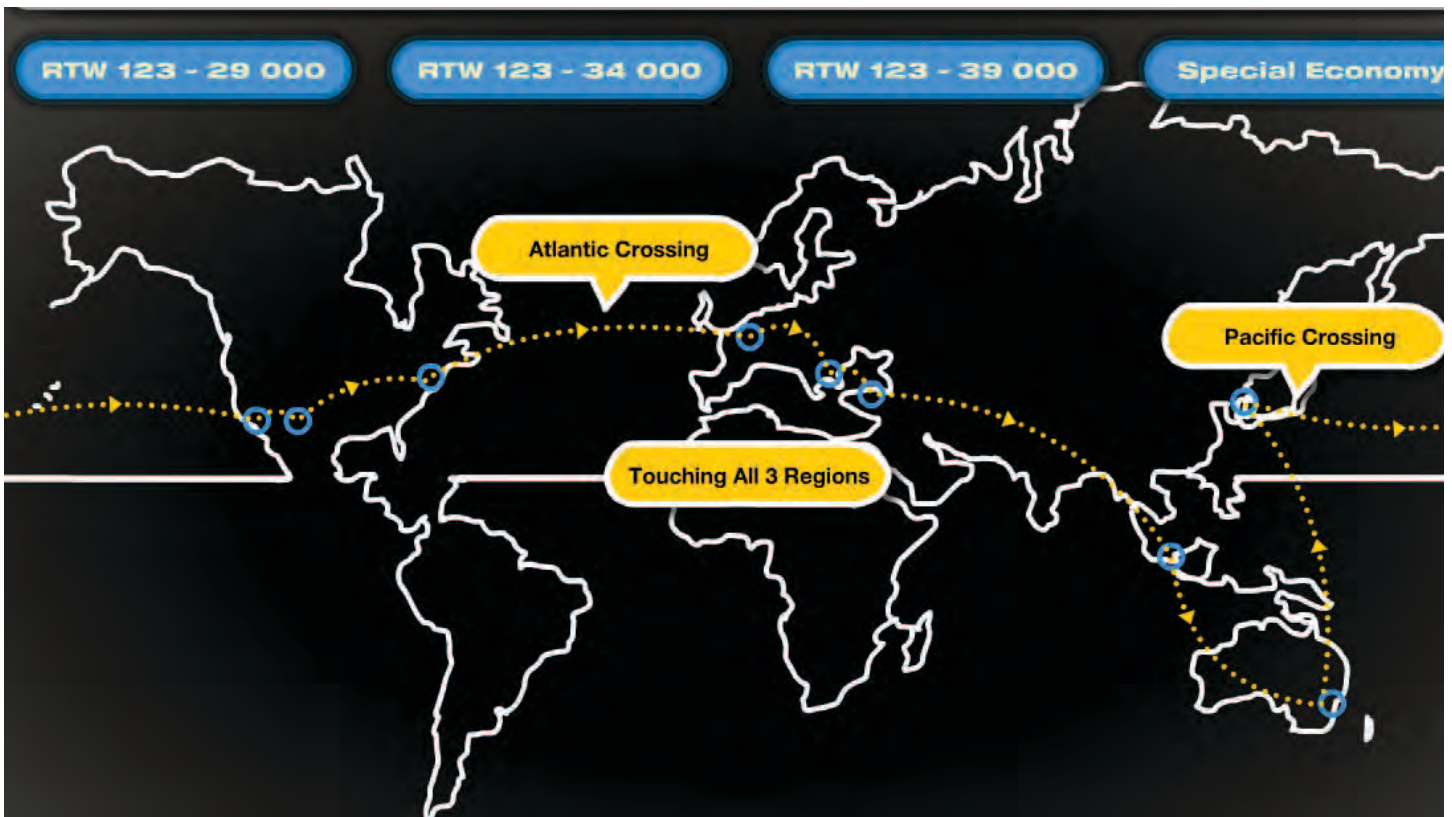 RTW 123 - 29 000
RTW 123 - 34 000
RTW 123 - 39 000
Special Economy
Atlantic Crossing
Pacific Crossing
Touching All 3 Regions